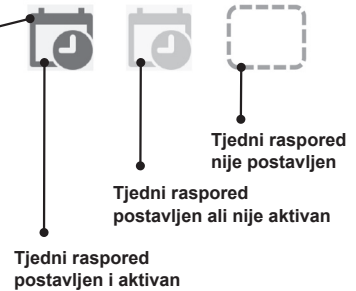 Tjedni raspored
nije postavljen
Tjedni raspored
postavljen ali nije aktivan
Tjedni raspored
postavljen i aktivan